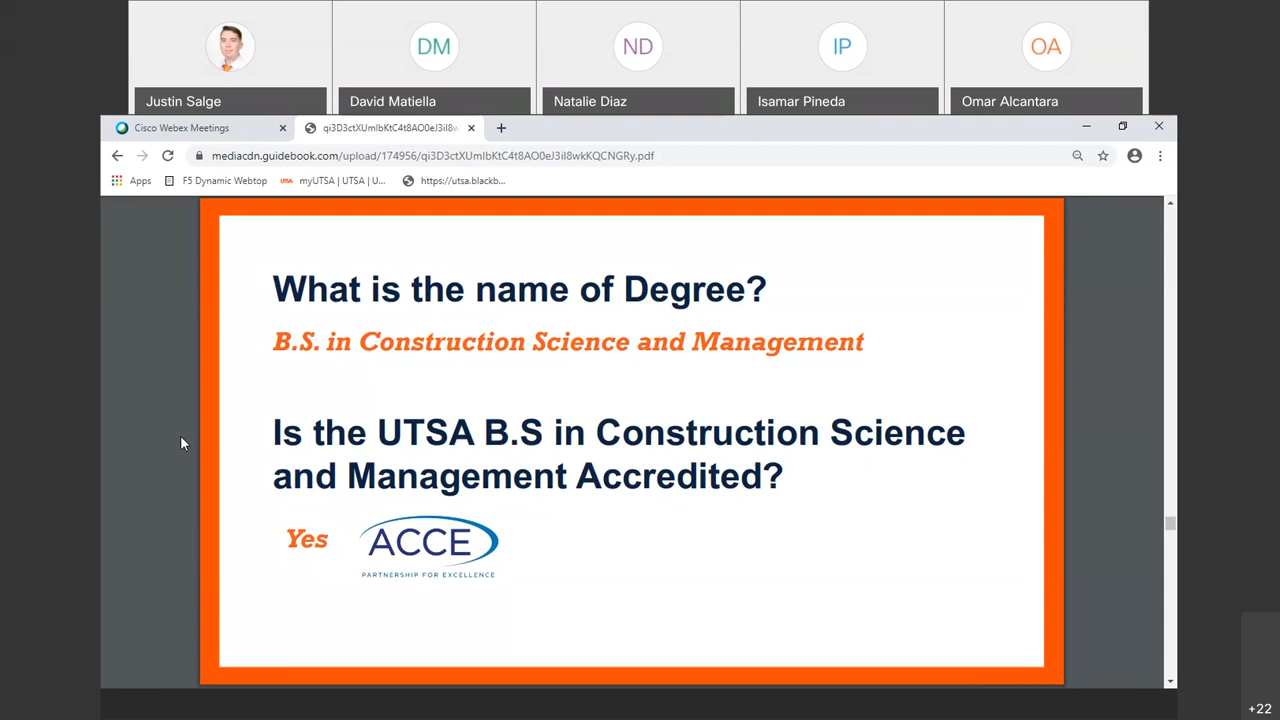 DM
ND
IP
OA
Justin Salge
David Matiella
Natalie Diaz
Isamar Pineda
Omar Alcantara
Cisco Webex Meetings
mediacdn.guidebook.com/upload/174956/qi3D3ctXUmlbKtC4t8AO0eJ3iI8wkKQCNGRy.pdf
Apps
F5 Dynamic Webtop
myUTSA | UTSA | U...
https://utsa.blackb...
What is the name of Degree?
B.S. in Construction Science and Management
Is the UTSA B.S in Construction Science
and Management Accredited?
Yes
ACCE
PARTNERSHIP FOR EXCELLENCE
+22